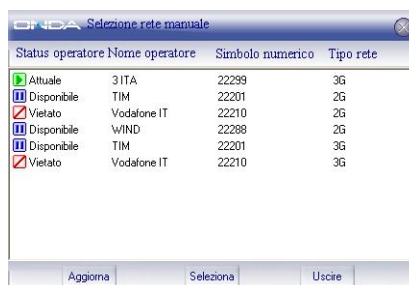 ONDA Selezione rete manuale
Status operatore Nome operatore Simbolo numerico Tipo rete
Attuale 3 ITA 22299 3G
Disponibile TIM 22201 2G
Vietato Vodafone IT 22210 2G
Disponibile WIND 22288 2G
Disponibile TIM 22201 3G
Vietato Vodafone IT 22210 3G
Aggiorna Seleziona Uscire